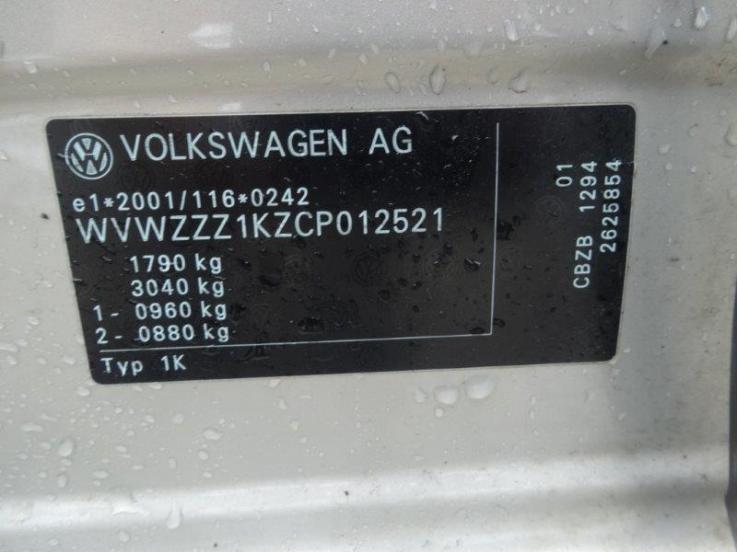 VOLKSWAGEN AG
e1*2001/116*0242
WVWZZZ1KZCP012521
1790 kg
3040 kg
1- 0960 kg
2- 0880 kg
Typ 1K
01
CBZB 1294
2625854